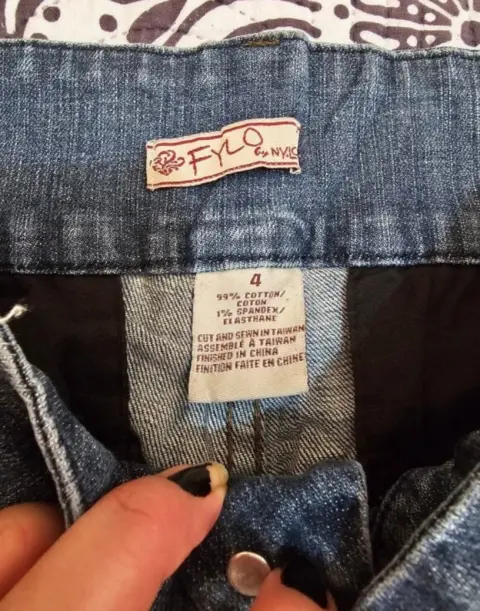 FYLO by N.Y.L.C
4
99% COTTON/
COTON
1% SPANDEX/
ELASTHANE
CUT AND SEWN IN TAIWAN
ASSEMBLÉ À TAIWAN
FINISHED IN CHINA
FINITION FAITE EN CHINE